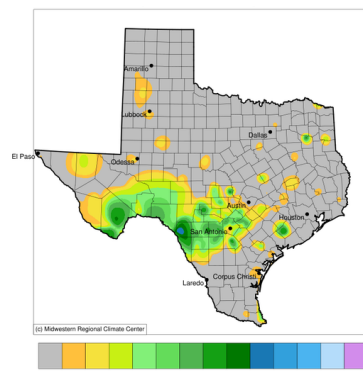 Amarillo
Lubbock
Dallas
El Paso
Odessa
Austin
Houston
San Antonio
Corpus Christi
Laredo
(c) Midwestern Regional Climate Center